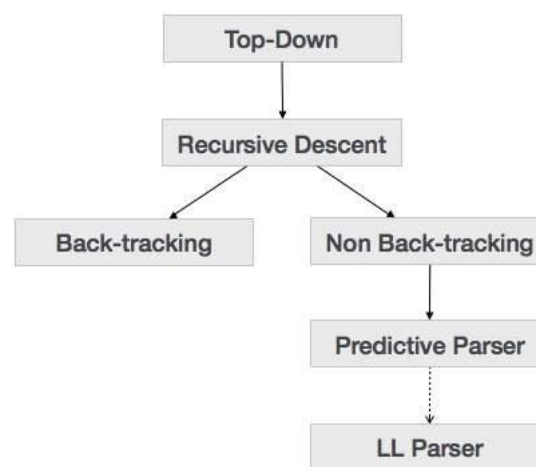 Top-Down
Recursive Descent
Back-tracking
Non Back-tracking
Predictive Parser
LL Parser